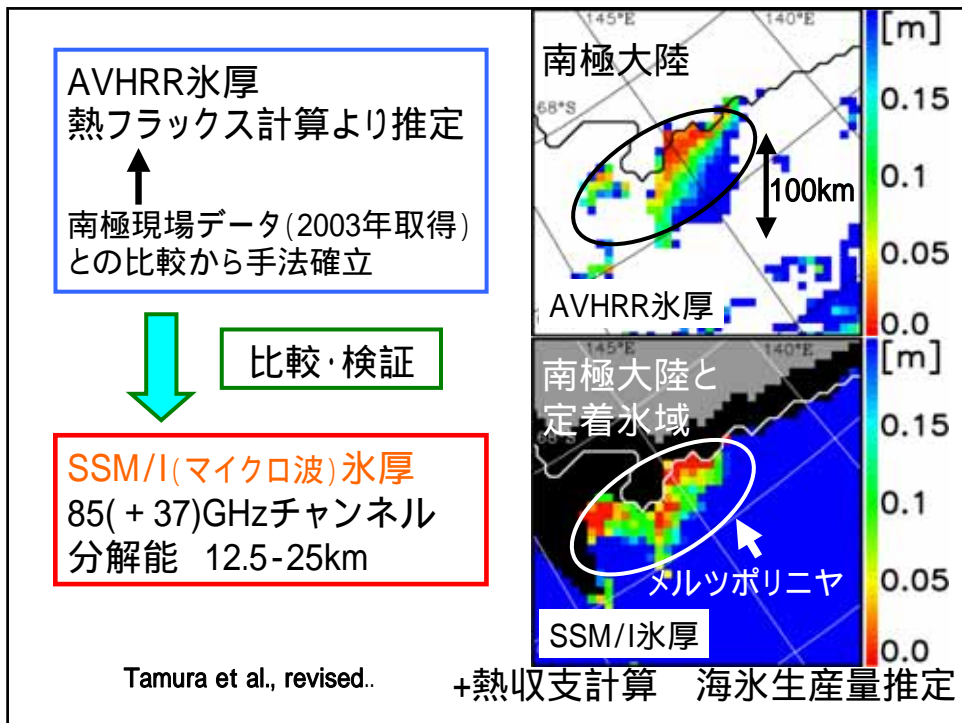 AVHRR氷厚
熱フラックス計算より推定
南極現場データ(2003年取得)
との比較から手法確立
比較・検証
SSM/I(マイクロ波)氷厚
85(+37)GHzチャンネル
分解能 12.5-25km
Tamura et al., revised..
145°E
140°E
[m]
南極大陸
68°S
0.15
0.1
100km
0.05
AVHRR氷厚
0.0
145°E
140°E
[m]
南極大陸と
定着氷域
68°S
0.15
0.1
メルツポリニヤ
0.05
SSM/I氷厚
0.0
+熱収支計算 海氷生産量推定